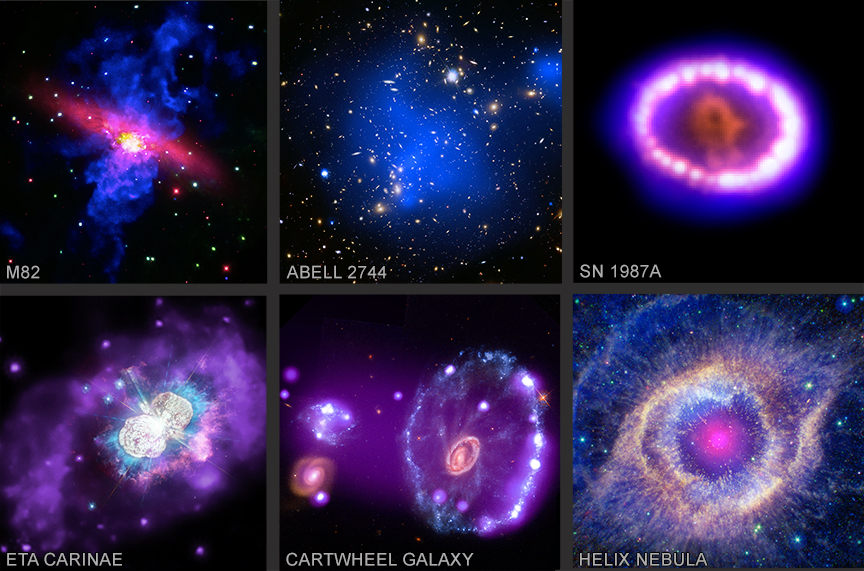 M82
ABELL 2744
SN 1987A
ETA CARINAE
CARTWHEEL GALAXY
HELIX NEBULA